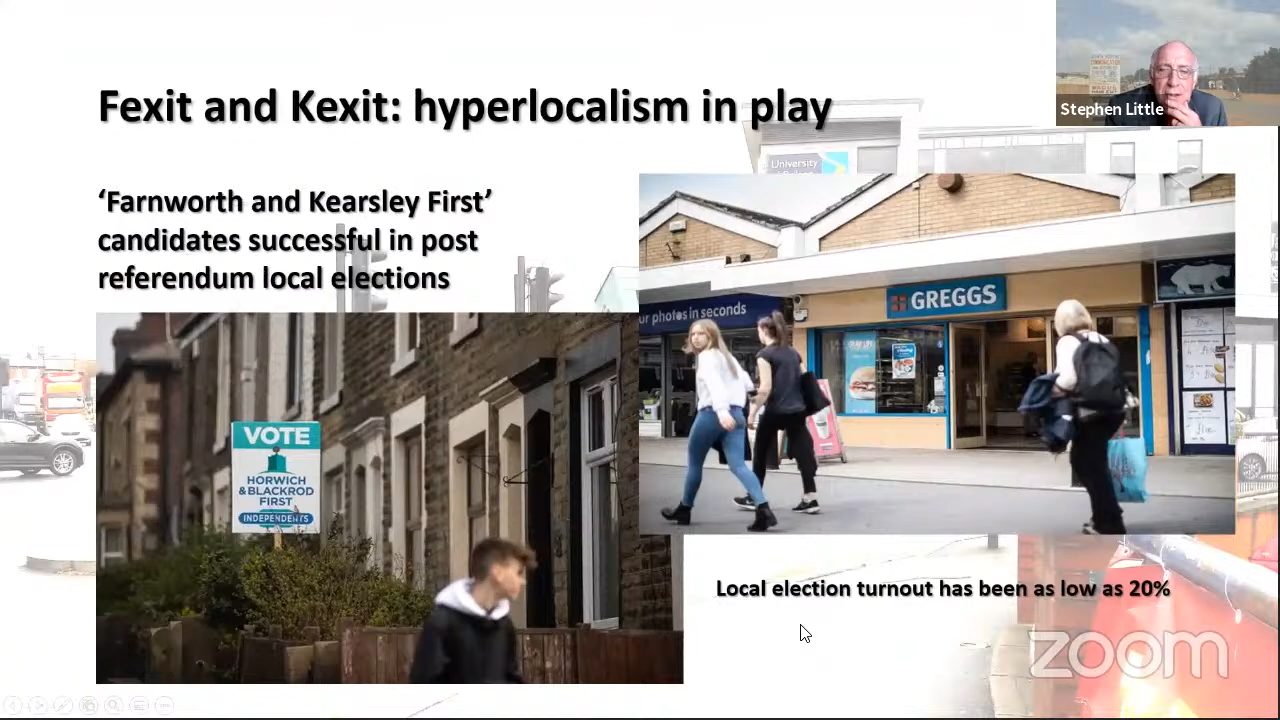 Fexit and Kexit: hyperlocalism in play
Stephen Little
University
‘Farnworth and Kearsley First’
candidates successful in post
referendum local elections
ur photos in seconds
GREGGS
VOTE
HORWICH
& BLACKROD
FIRST
INDEPENDENTS
Local election turnout has been as low as 20%
zoom